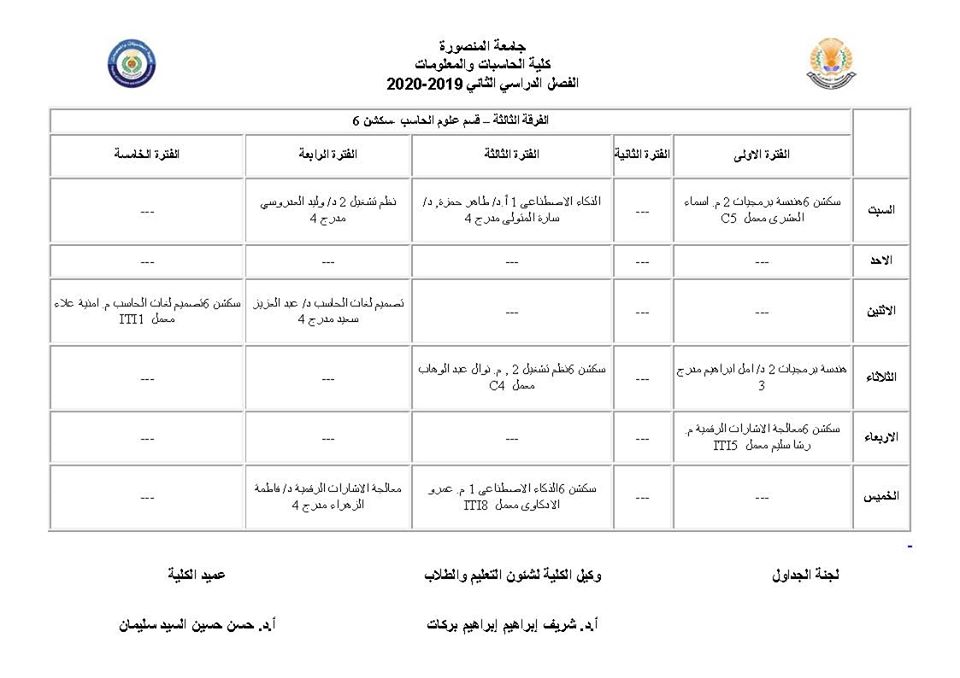 جامعة المنصورة
كلية الحاسبات والمعلومات
الفصل الدراسي الثاني 2019-2020
الفرقة الثالثة – قسم علوم الحاسب -سكشن 6
الفترة الاولى
الفترة الثانية
الفترة الثالثة
الفترة الرابعة
الفترة الخامسة
السبت
سكشن 6هندسة برمجيات 2 م. اسماء
العشرى معمل C5
---
الذكاء الاصطناعى 1 أ.د/ طاهر حمزة, د/
سارة المتولى مدرج 4
نظم تشغيل 2 د/ وليد العدروسي
مدرج 4
---
الاحد
---
---
---
---
---
الاثنين
---
---
---
تصميم لغات الحاسب د/ عبد العزيز
سعيد مدرج 4
سكشن 6تصميم لغات الحاسب م. امنية علاء
معمل ITI1
الثلاثاء
هندسة برمجيات 2 د/ امل ابراهيم مدرج
3
---
سكشن 6نظم تشغيل 2 , م. نوال عبد الوهاب
معمل C4
---
---
الاربعاء
سكشن 6معالجة الاشارات الرقمية م.
رشا سليم معمل ITI5
---
---
---
---
الخميس
---
---
سكشن 6الذكاء الاصطناعى 1 م. عمرو
الادكاوى معمل ITI8
معالجة الاشارات الرقمية د/ فاطمة
الزهراء مدرج 4
---
لجنة الجداول
وكيل الكلية لشئون التعليم والطلاب
عميد الكلية
أ.د. شريف إبراهيم إبراهيم بركات
أ.د. حسن حسين السيد سليمان